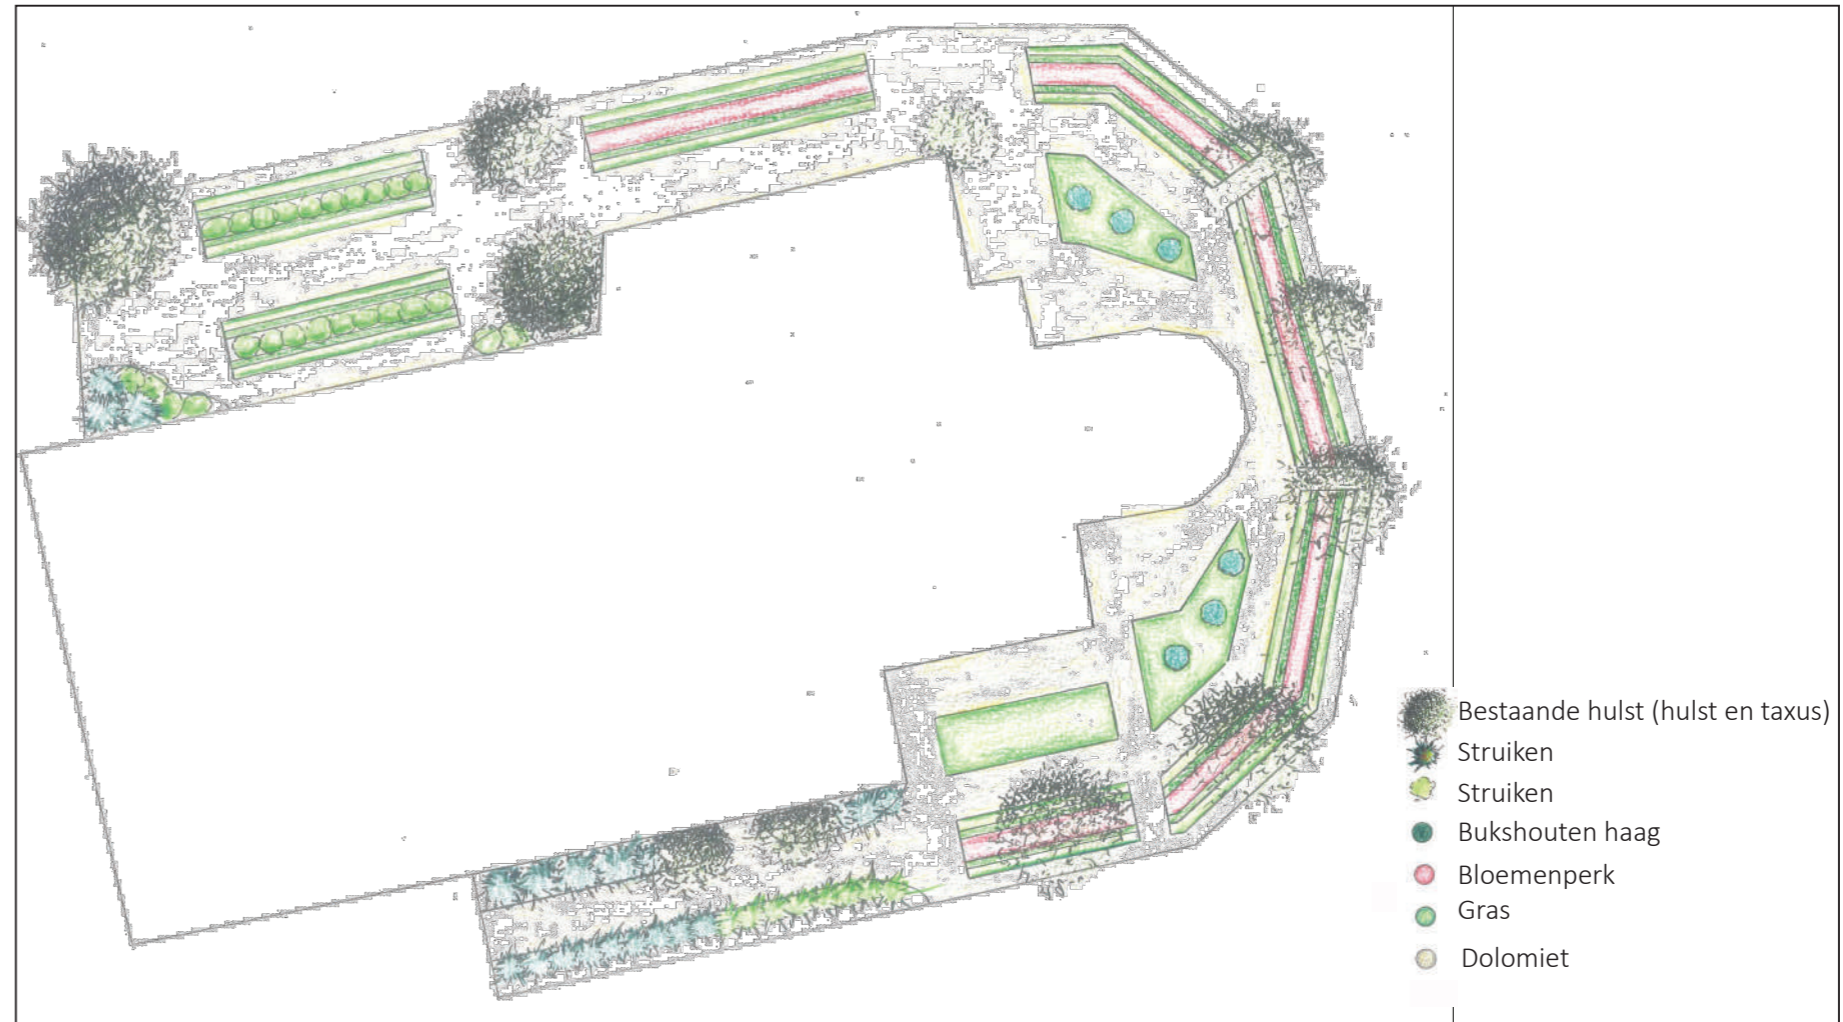 Bestaande hulst (hulst en taxus)
Struiken
Struiken
Bukshouten haag
Bloemenperk
Gras
Dolomiet